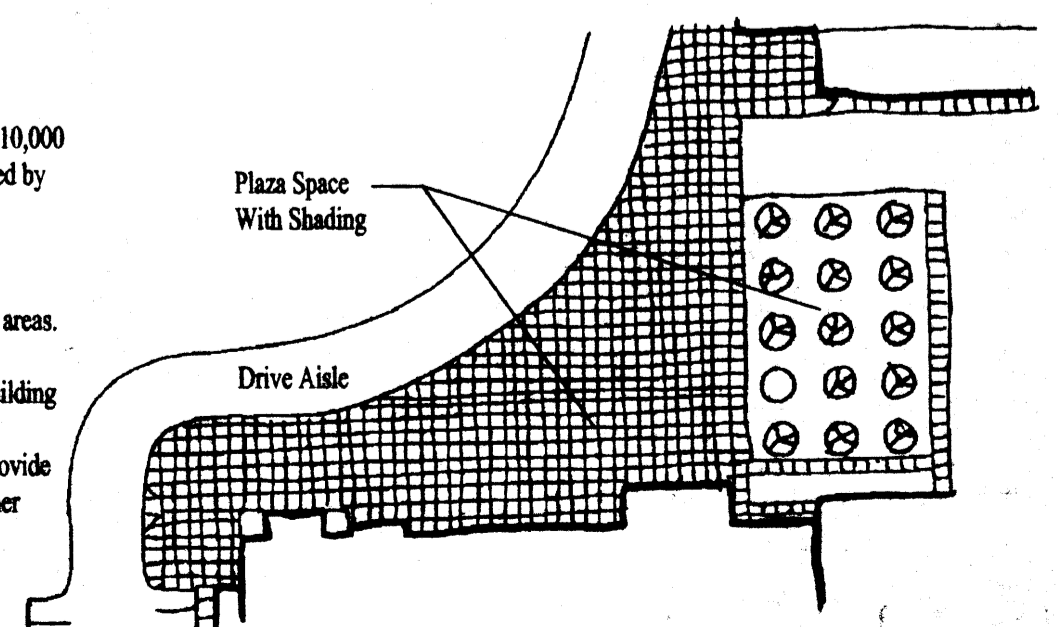 10,000
ed by
areas.
ilding
ovide
er
Plaza Space
With Shading
Drive Aisle